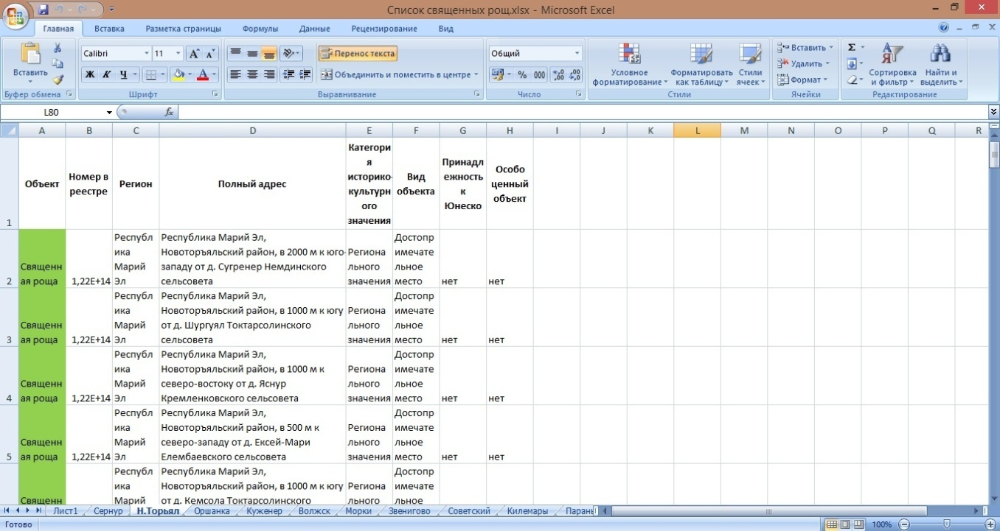 Список священных рощ.xlsx - Microsoft Excel
Главная Вставка Разметка страницы Формулы Данные Рецензирование Вид
Вставить
Буфер обмена
Calibri 11
Ж К Ч
Шрифт
Перенос текста
Объединить и поместить в центре
Выравнивание
Общий
% 000
Число
Условное форматирование
Форматировать как таблицу
Стили ячеек
Стили
Вставить
Удалить
Формат
Ячейки
Σ
Сортировка и фильтр
Найти и выделить
Редактирование
L80 fx
A B C D E F G H I J K L M N O P Q R
1
Объект
Номер в
реестре
Регион
Полный адрес
Категори
я
историко-
культурн
ого
значения
Вид
объекта
Принадл
ежность
к
Юнеско
Особо
ценный
объект
2
Священн
ая роща
1,22E+14
Республ
ика
Марий
Эл
Республика Марий Эл,
Новоторъяльский район, в 2000 м к юго-
западу от д. Сугренер Немдинского
сельсовета
Региона
льного
значения
Достопр
имечате
льное
место
нет
нет
3
Священн
ая роща
1,22E+14
Республ
ика
Марий
Эл
Республика Марий Эл,
Новоторъяльский район, в 1000 м к югу
от д. Шургуял Токтарсолинского
сельсовета
Региона
льного
значения
Достопр
имечате
льное
место
нет
нет
4
Священн
ая роща
1,22E+14
Республ
ика
Марий
Эл
Республика Марий Эл,
Новоторъяльский район, в 1000 м к
северо-востоку от д. Яснур
Кремленковского сельсовета
Региона
льного
значения
Достопр
имечате
льное
место
нет
нет
5
Священн
ая роща
1,22E+14
Республ
ика
Марий
Эл
Республика Марий Эл,
Новоторъяльский район, в 500 м к
северо-западу от д. Ексей-Мари
Елембаевского сельсовета
Региона
льного
значения
Достопр
имечате
льное
место
нет
нет
Священн
Республ
ика
Марий
Республика Марий Эл,
Новоторъяльский район, в 1000 м к югу
от д. Кемсола Токтарсолинского
Региона
льного
Достопр
имечате
льное
Лист1 Сернур Н.Торьял Оршанка Куженер Волжск Морки Звенигово Советский Килемары Парань
Готово 100%